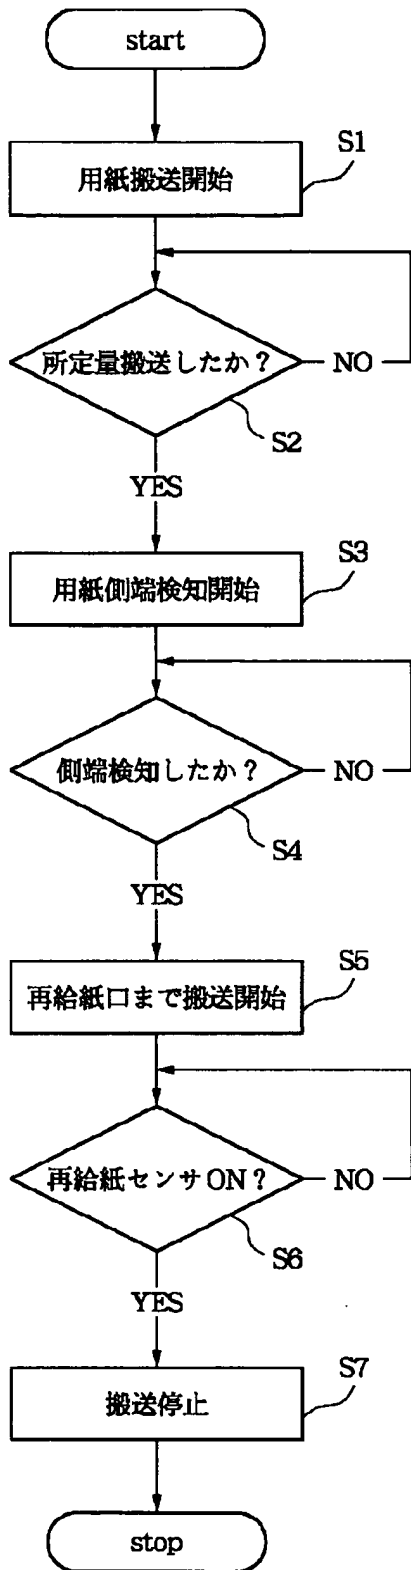 start
S1
用紙搬送開始
所定量搬送したか？
NO
S2
YES
S3
用紙側端検知開始
側端検知したか？
NO
S4
YES
S5
再給紙口まで搬送開始
再給紙センサON？
NO
S6
YES
S7
搬送停止
stop